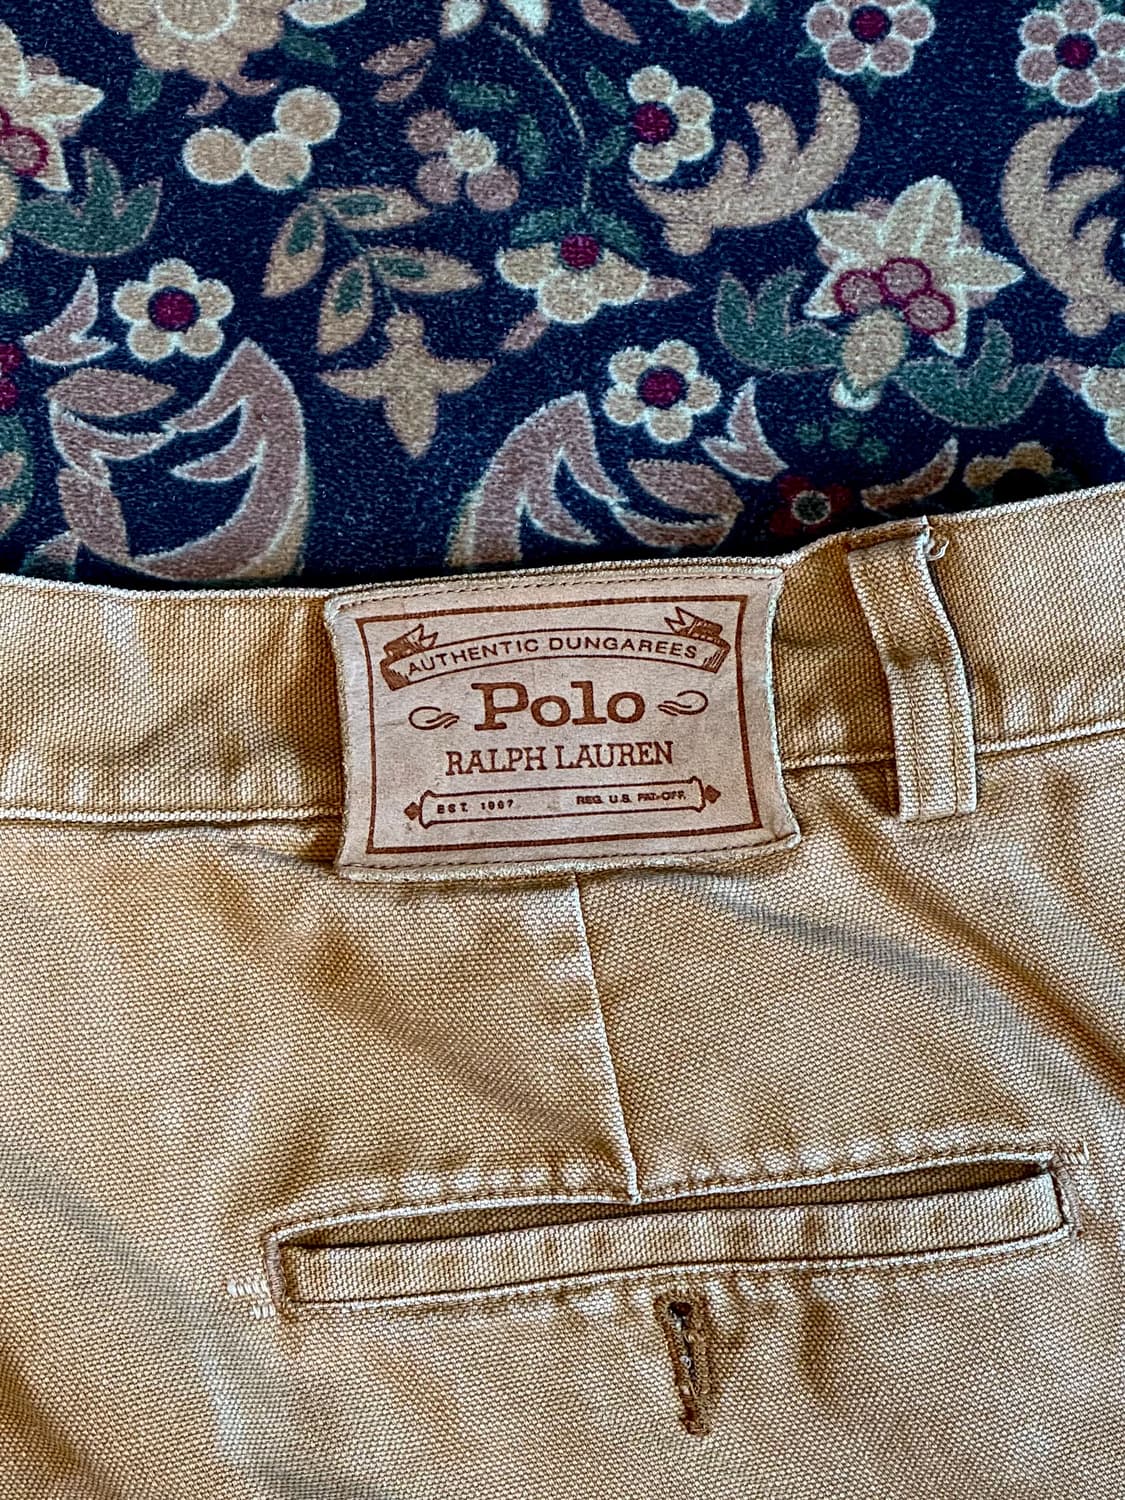 AUTHENTIC DUNGAREES
Polo
RALPH LAUREN
EST. 1967 REG. U.S. PAT. OFF.